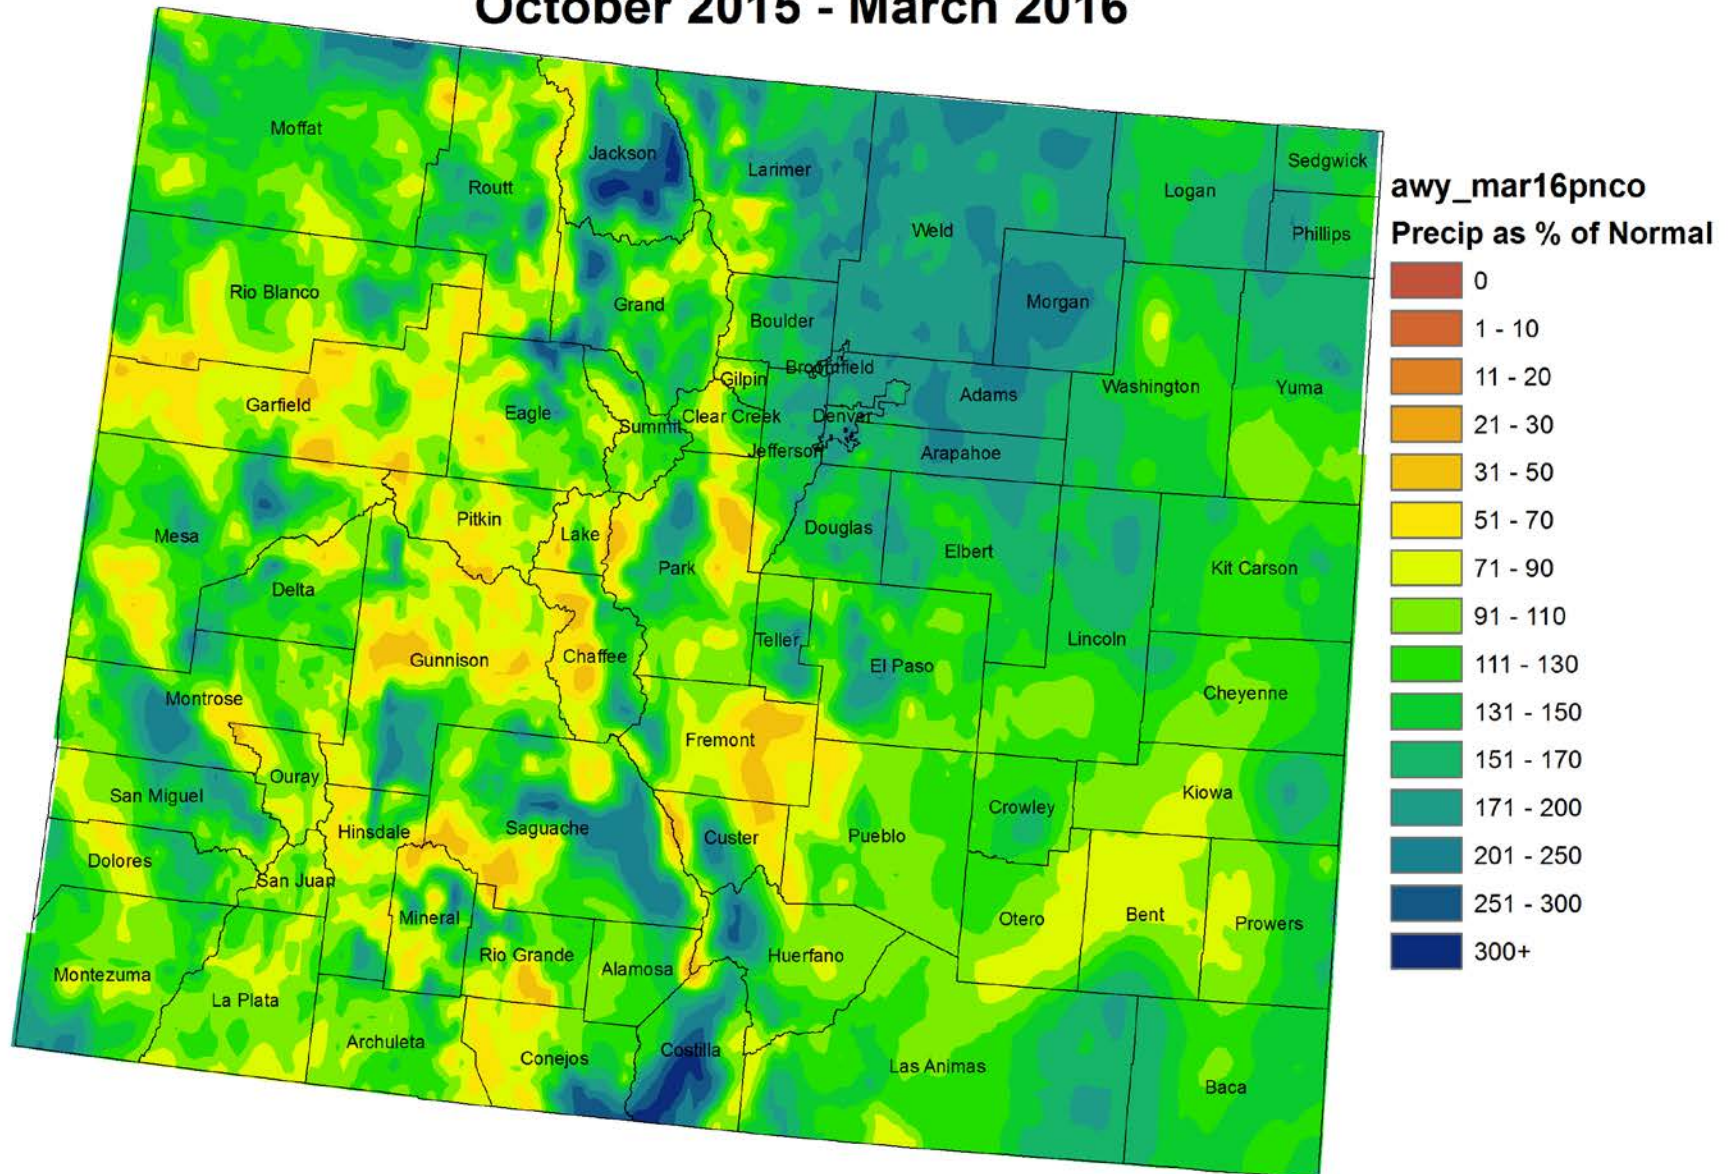 October 2015 - March 2016
awy_mar16pnco
Precip as % of Normal
0
1 - 10
11 - 20
21 - 30
31 - 50
51 - 70
71 - 90
91 - 110
111 - 130
131 - 150
151 - 170
171 - 200
201 - 250
251 - 300
300+
Moffat
Routt
Jackson
Larimer
Weld
Logan
Sedgwick
Phillips
Rio Blanco
Grand
Boulder
Morgan
Broomfield
Gilpin
Washington
Yuma
Adams
Garfield
Eagle
Summit
Clear Creek
Denver
Jefferson
Arapahoe
Mesa
Pitkin
Lake
Park
Douglas
Elbert
Kit Carson
Delta
Gunnison
Chaffee
Teller
El Paso
Lincoln
Cheyenne
Montrose
Fremont
Ouray
San Miguel
Hinsdale
Saguache
Custer
Pueblo
Crowley
Kiowa
Dolores
San Juan
Mineral
Rio Grande
Alamosa
Huerfano
Otero
Bent
Prowers
Montezuma
La Plata
Archuleta
Conejos
Costilla
Las Animas
Baca